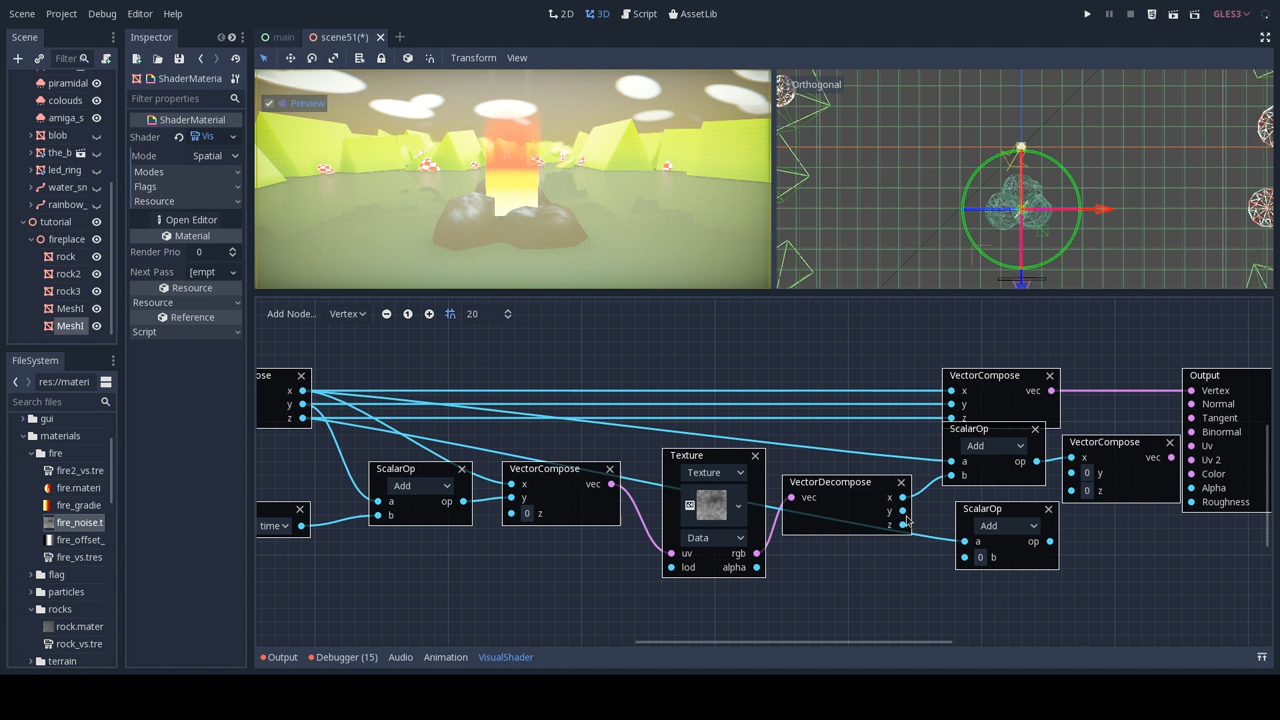 Scene Project Debug Editor Help
2D 3D Script AssetLib
GLES3
Scene
Inspector
main
scene51(*)
Filter
ShaderMateria
Transform View
Filter properties
piramidal
colouds
amiga_s
blob
the_b
led_ring
water_sn
rainbow_
tutorial
fireplace
rock
rock2
rock3
MeshI
MeshI
ShaderMaterial
Shader Vis
Mode Spatial
Modes
Flags
Resource
Open Editor
Material
Render Prio 0
Next Pass [empt
Resource
Resource
Reference
Script
Preview
Orthogonal
Add Node... Vertex 20
FileSystem
res://materi
Search files
gui
materials
fire
fire2_vs.tre
fire.materi
fire_gradie
fire_noise.t
fire_offset_
fire_vs.tres
flag
particles
rocks
rock.mater
rock_vs.tre
terrain
ose
x
y
z
time
ScalarOp
Add
a op
b
VectorCompose
x vec
y
0 z
Texture
Texture
Data
uv rgb
lod alpha
VectorDecompose
vec x
y
z
VectorCompose
x vec
y
z
ScalarOp
Add
a op
b
ScalarOp
Add
a op
0 b
VectorCompose
x vec
0 y
0 z
Output
Vertex
Normal
Tangent
Binormal
Uv
Uv 2
Color
Alpha
Roughness
Output Debugger (15) Audio Animation VisualShader